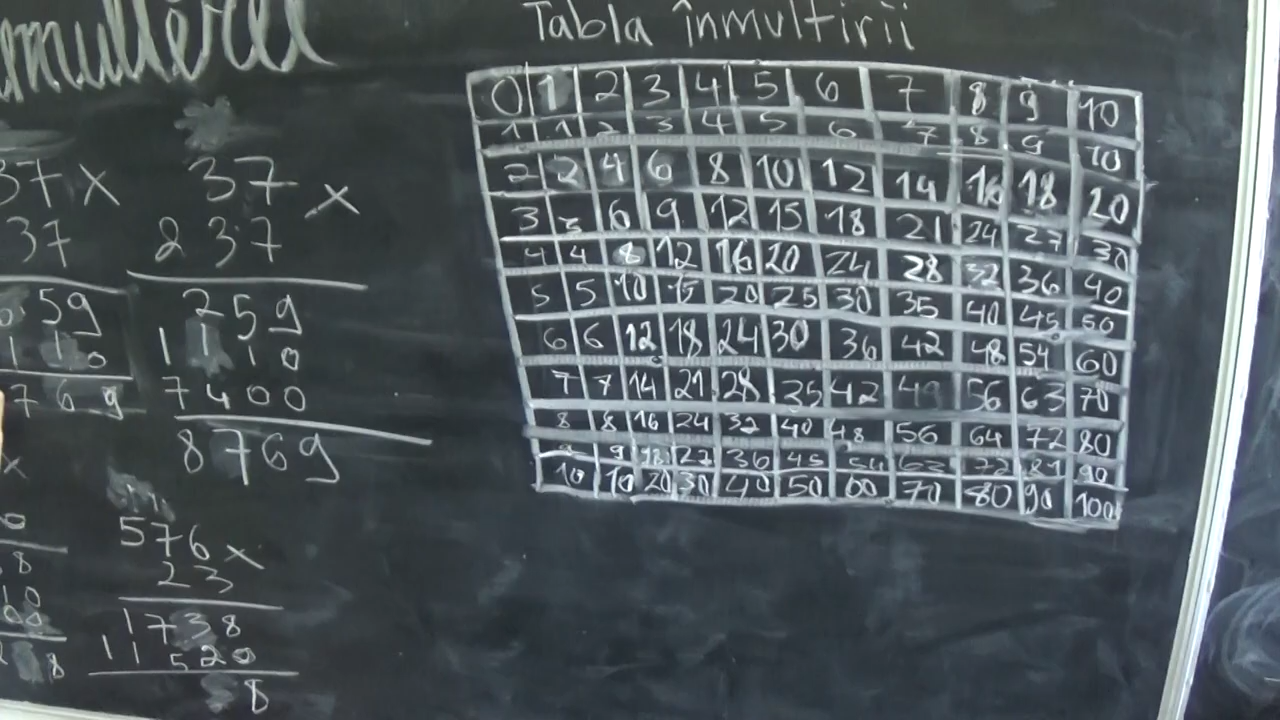 Tabla înmultirii
0 1 2 3 4 5 6 7 8 9 10
1 1 2 3 4 5 6 7 8 9 10
2 2 4 6 8 10 12 14 16 18 20
3 3 6 9 12 15 18 21 24 27 30
4 4 8 12 16 20 24 28 32 36 40
5 5 10 15 20 25 30 35 40 45 50
6 6 12 18 24 30 36 42 48 54 60
7 7 14 21 28 35 42 49 56 63 70
8 8 16 24 32 40 48 56 64 72 80
9 9 18 27 36 45 54 63 72 81 90
10 10 20 30 40 50 60 70 80 90 100
37 x
37
59
769
37 x
237
259
1110
7400
8769
576 x
23
1738
11520
8